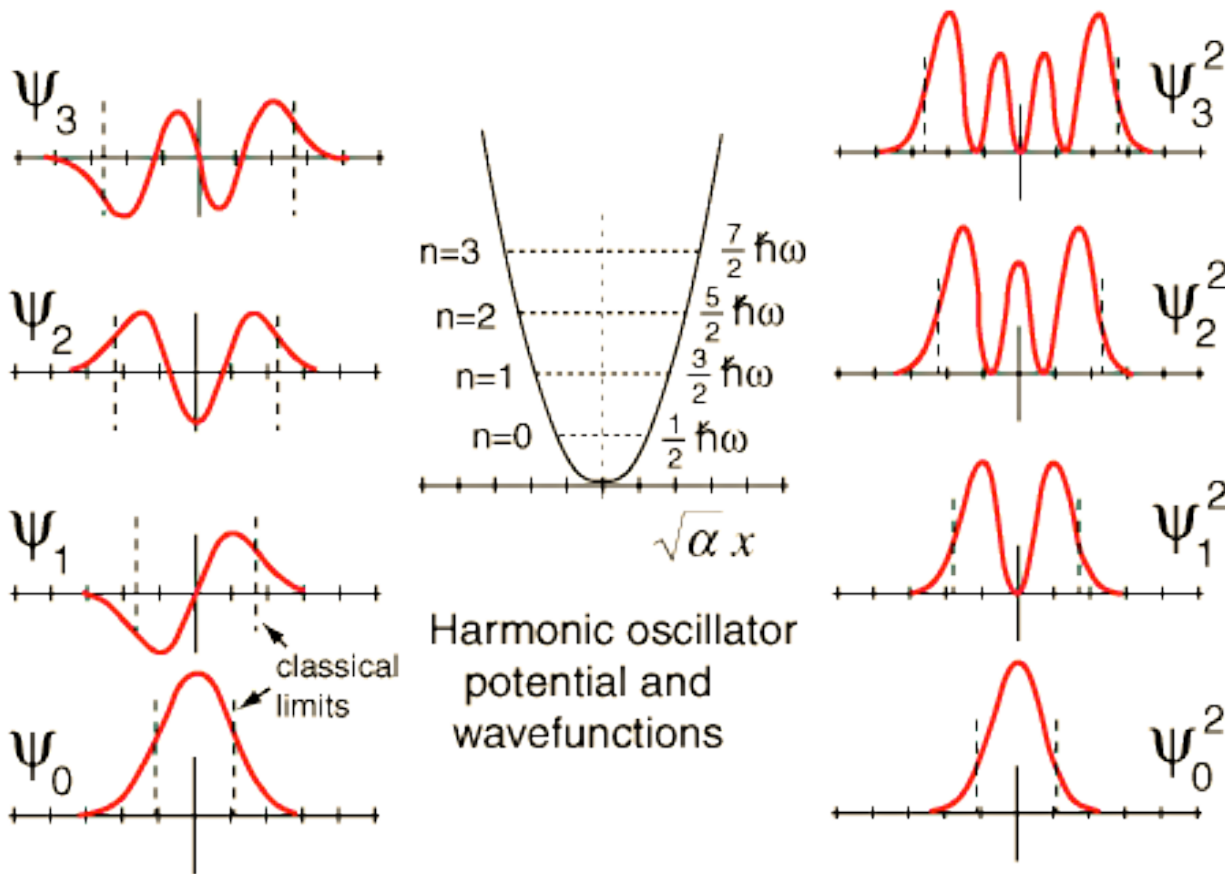 ψ₃
ψ₂
ψ₁
classical
limits
ψ₀
n=3
7/2 ħω
n=2
5/2 ħω
n=1
3/2 ħω
n=0
1/2 ħω
√α x
Harmonic oscillator
potential and
wavefunctions
ψ₃²
ψ₂²
ψ₁²
ψ₀²